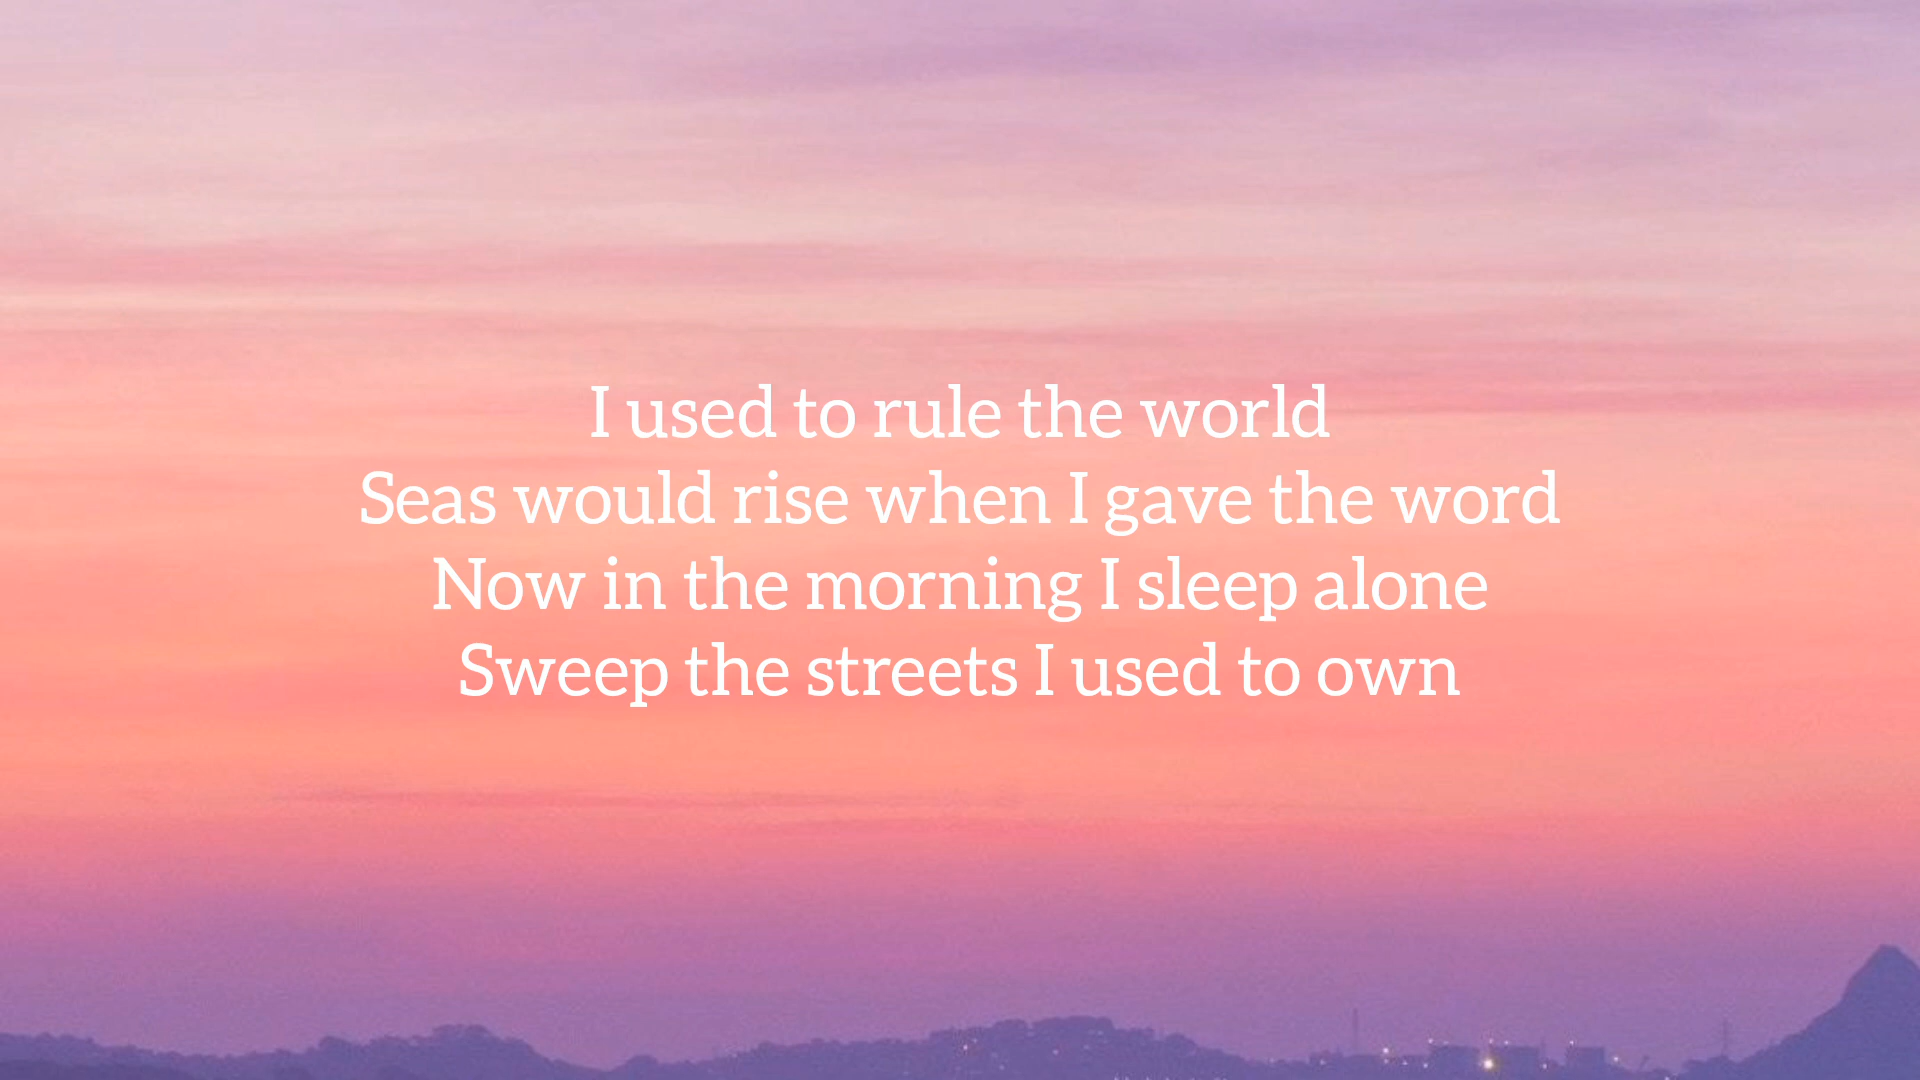 I used to rule the world
Seas would rise when I gave the word
Now in the morning I sleep alone
Sweep the streets I used to own